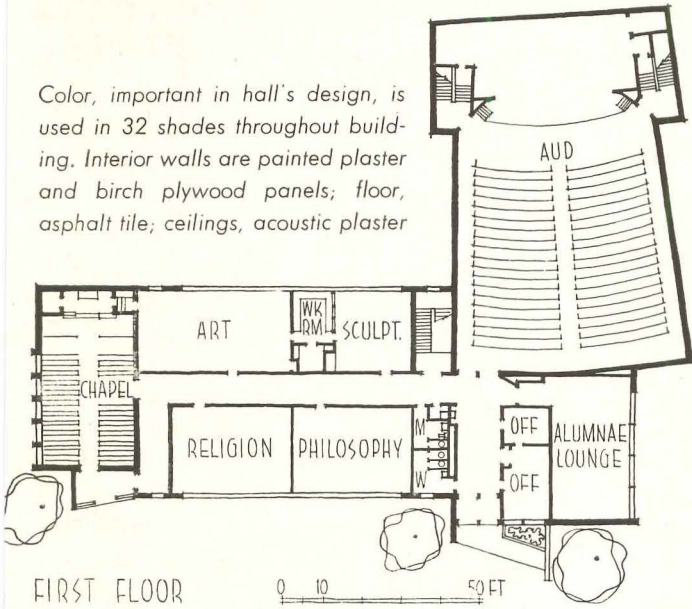 Color, important in hall's design, is
used in 32 shades throughout build-
ing. Interior walls are painted plaster
and birch plywood panels; floor,
asphalt tile; ceilings, acoustic plaster
AUD
ART
WK
RM
SCULPT.
CHAPEL
RELIGION
PHILOSOPHY
M
W
OFF
OFF
ALUMNAE
LOUNGE
FIRST FLOOR
0 10 50 FT